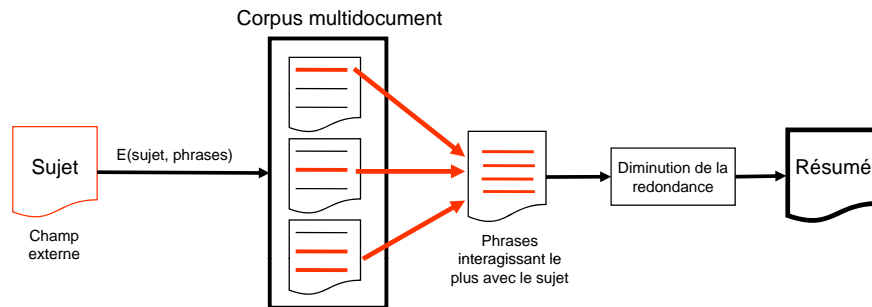 Corpus multidocument
Sujet
E(sujet, phrases)
Champ
externe
Phrases
interagissant le
plus avec le sujet
Diminution de la
redondance
Résumé